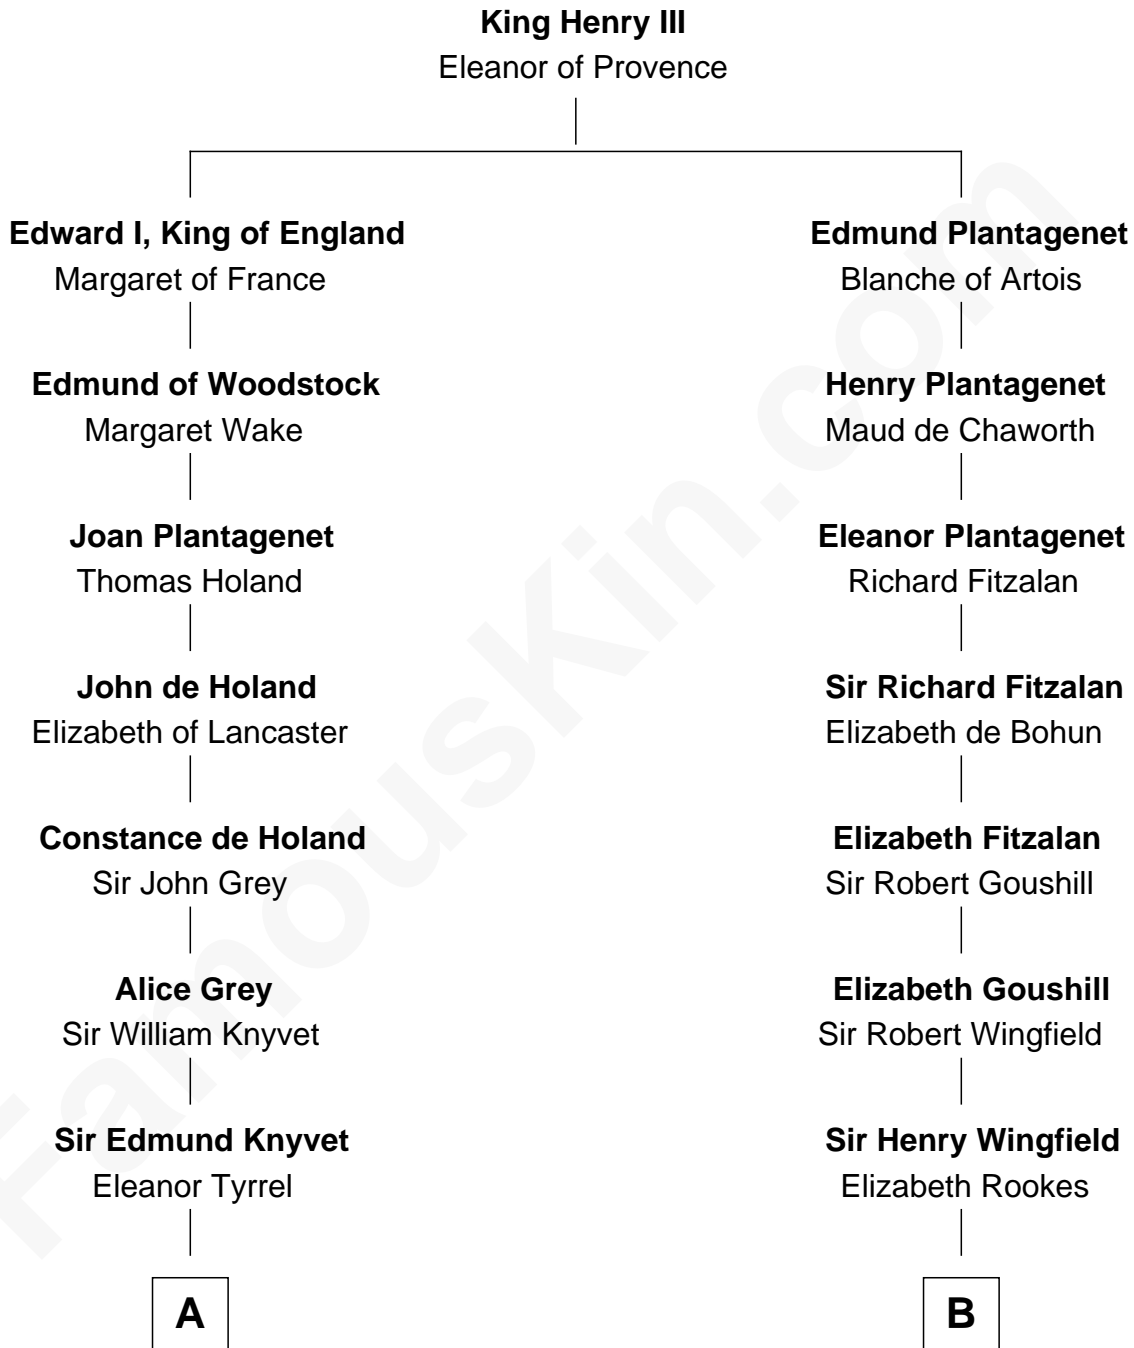 King Henry III
Eleanor of Provence
Edward I, King of England
Margaret of France
Edmund of Woodstock
Margaret Wake
Joan Plantagenet
Thomas Holand
John de Holand
Elizabeth of Lancaster
Constance de Holand
Sir John Grey
Alice Grey
Sir William Knyvet
Sir Edmund Knyvet
Eleanor Tyrrel
A
Edmund Plantagenet
Blanche of Artois
Henry Plantagenet
Maud de Chaworth
Eleanor Plantagenet
Richard Fitzalan
Sir Richard Fitzalan
Elizabeth de Bohun
Elizabeth Fitzalan
Sir Robert Goushill
Elizabeth Goushill
Sir Robert Wingfield
Sir Henry Wingfield
Elizabeth Rookes
B
FamousKin.com